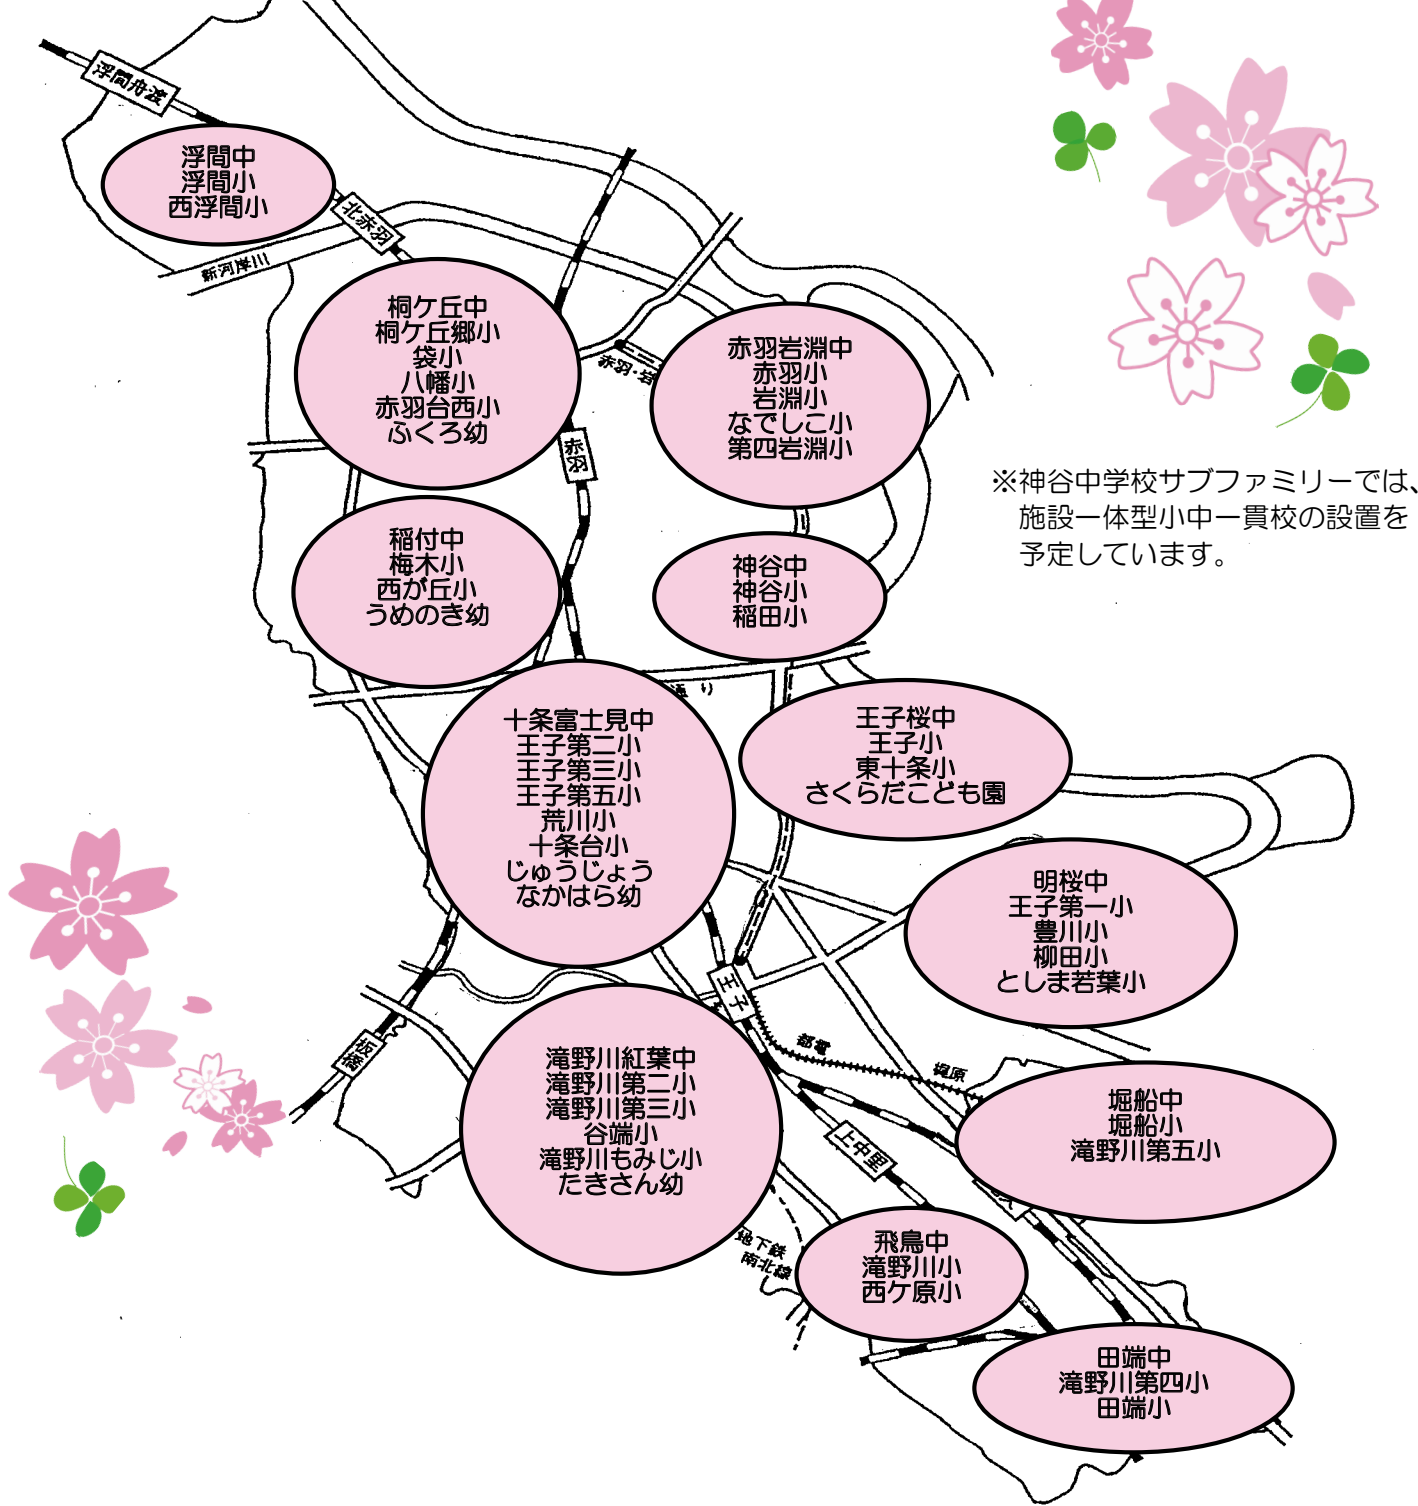 浮間舟渡
浮間中
浮間小
西浮間小
北赤羽
新河岸川
桐ケ丘中
桐ケ丘郷小
袋小
八幡小
赤羽台西小
ふくろ幼
赤羽・岩
赤羽岩淵中
赤羽小
岩淵小
なでしこ小
第四岩淵小
赤羽
※神谷中学校サブファミリーでは、
施設一体型小中一貫校の設置を
予定しています。
稲付中
梅木小
西が丘小
うめのき幼
神谷中
神谷小
稲田小
通り
十条富士見中
王子第二小
王子第三小
王子第五小
荒川小
十条台小
じゅうじょう
なかはら幼
王子桜中
王子小
東十条小
さくらだこども園
明桜中
王子第一小
豊川小
柳田小
としま若葉小
王子
板橋
都電
梶原
滝野川紅葉中
滝野川第二小
滝野川第三小
谷端小
滝野川もみじ小
たきさん幼
堀船中
堀船小
滝野川第五小
上中里
地下鉄
南北線
飛鳥中
滝野川小
西ケ原小
田端中
滝野川第四小
田端小